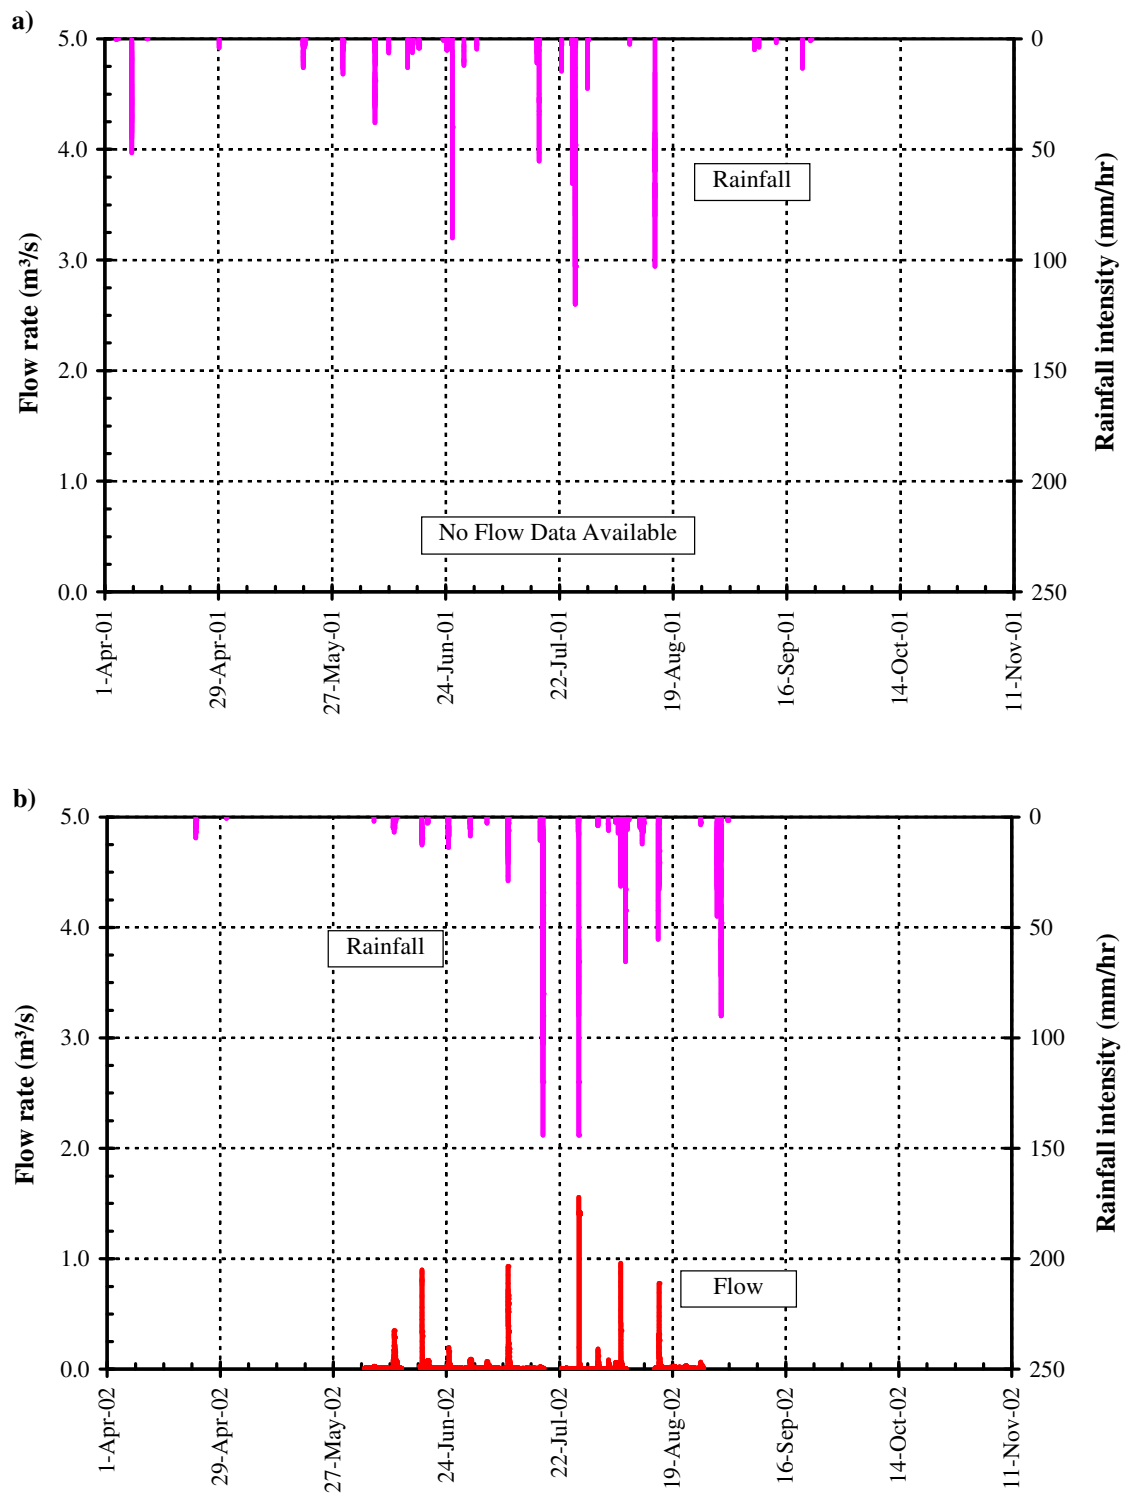 a)
5.0
4.0
3.0
2.0
1.0
0.0
Flow rate (m³/s)
0
50
100
150
200
250
Rainfall intensity (mm/hr)
Rainfall
No Flow Data Available
1-Apr-01
29-Apr-01
27-May-01
24-Jun-01
22-Jul-01
19-Aug-01
16-Sep-01
14-Oct-01
11-Nov-01
b)
5.0
4.0
3.0
2.0
1.0
0.0
Flow rate (m³/s)
0
50
100
150
200
250
Rainfall intensity (mm/hr)
Rainfall
Flow
1-Apr-02
29-Apr-02
27-May-02
24-Jun-02
22-Jul-02
19-Aug-02
16-Sep-02
14-Oct-02
11-Nov-02